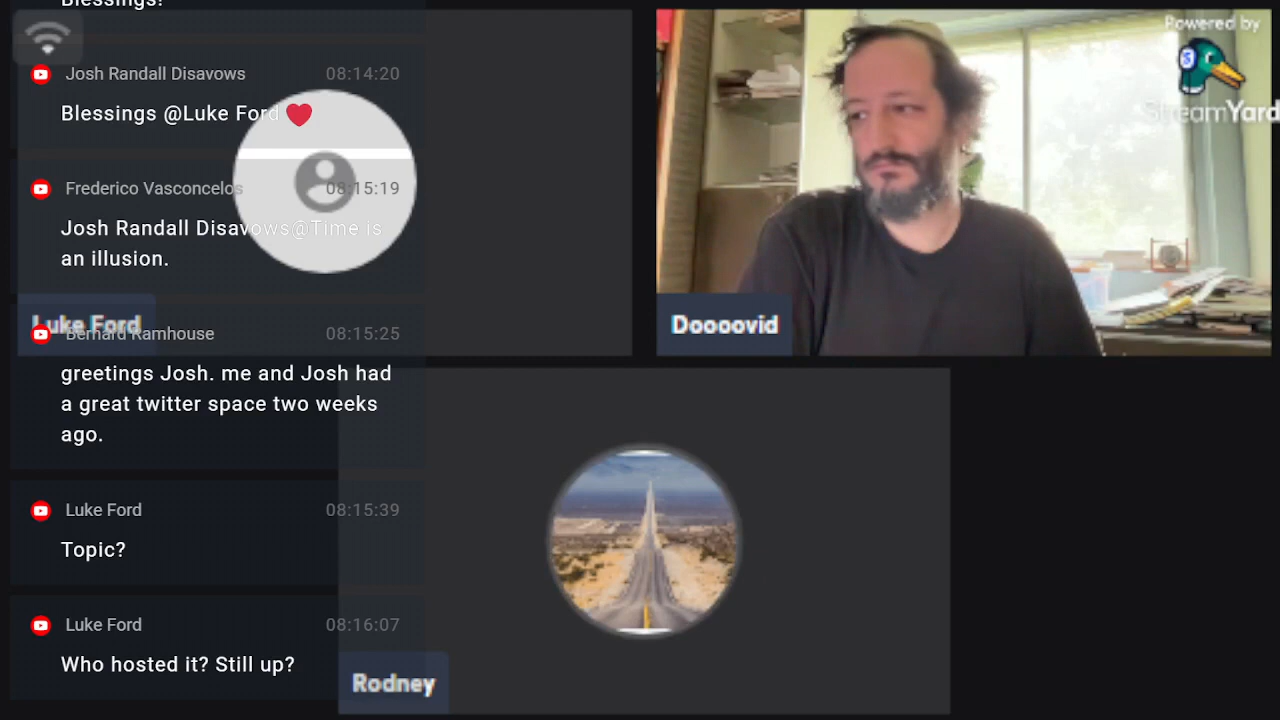 Blessings!
Josh Randall Disavows 08:14:20
Blessings @Luke Ford ❤️
Frederico Vasconcelos 08:15:19
Josh Randall Disavows@Time is
an illusion.
Luke Ford
Bernard Ramhouse 08:15:25
greetings Josh. me and Josh had
a great twitter space two weeks
ago.
Luke Ford 08:15:39
Topic?
Luke Ford 08:16:07
Who hosted it? Still up?
Powered by
StreamYard
Doooovid
Rodney